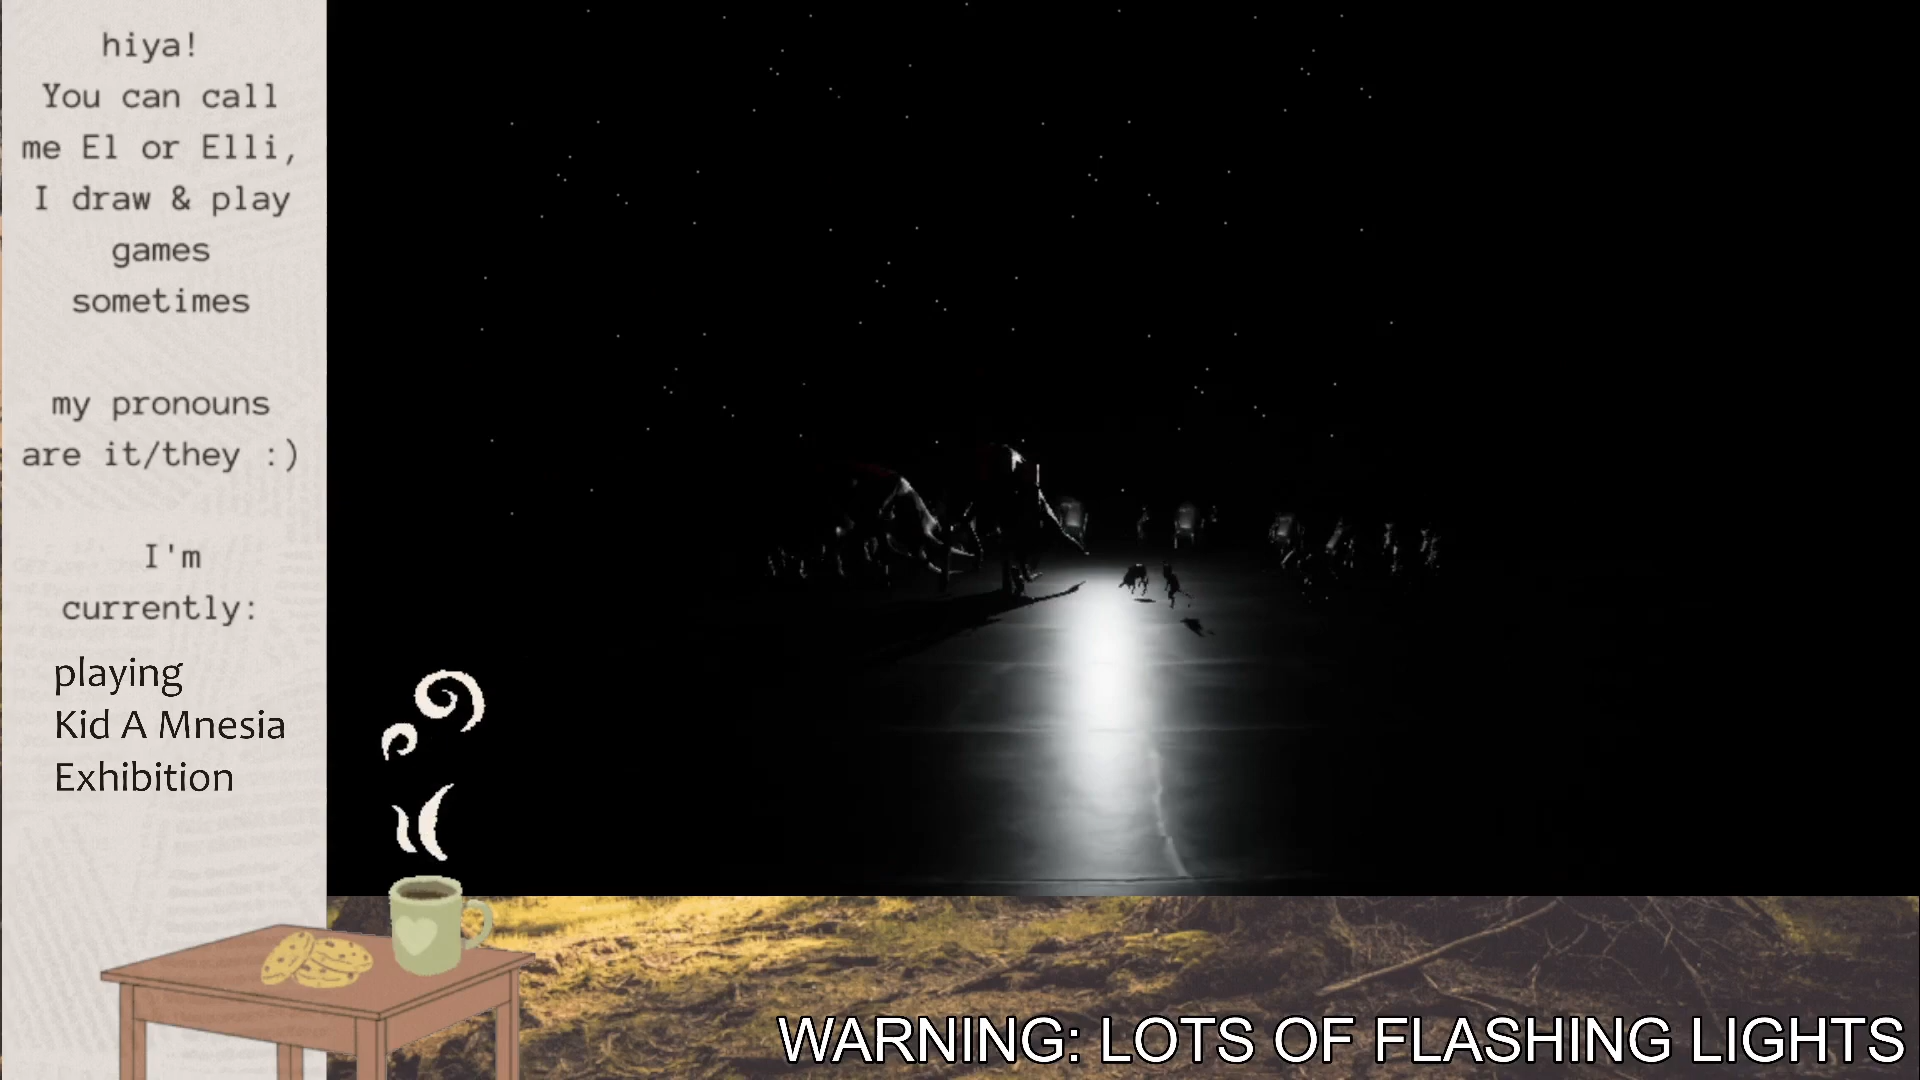 hiya!
You can call
me El or Elli,
I draw & play
games
sometimes
my pronouns
are it/they :)
I'm
currently:
playing
Kid A Mnesia
Exhibition
WARNING: LOTS OF FLASHING LIGHTS